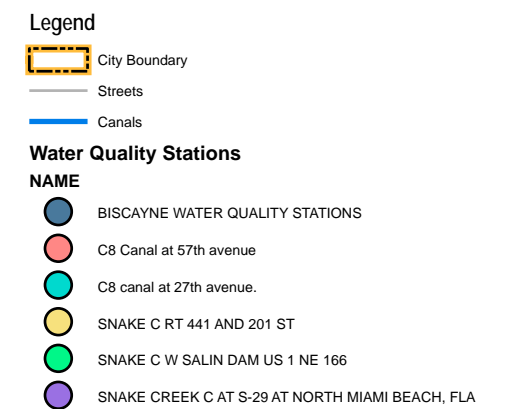 Legend
City Boundary
Streets
Canals
Water Quality Stations
NAME
BISCAYNE WATER QUALITY STATIONS
C8 Canal at 57th avenue
C8 canal at 27th avenue.
SNAKE C RT 441 AND 201 ST
SNAKE C W SALIN DAM US 1 NE 166
SNAKE CREEK C AT S-29 AT NORTH MIAMI BEACH, FLA